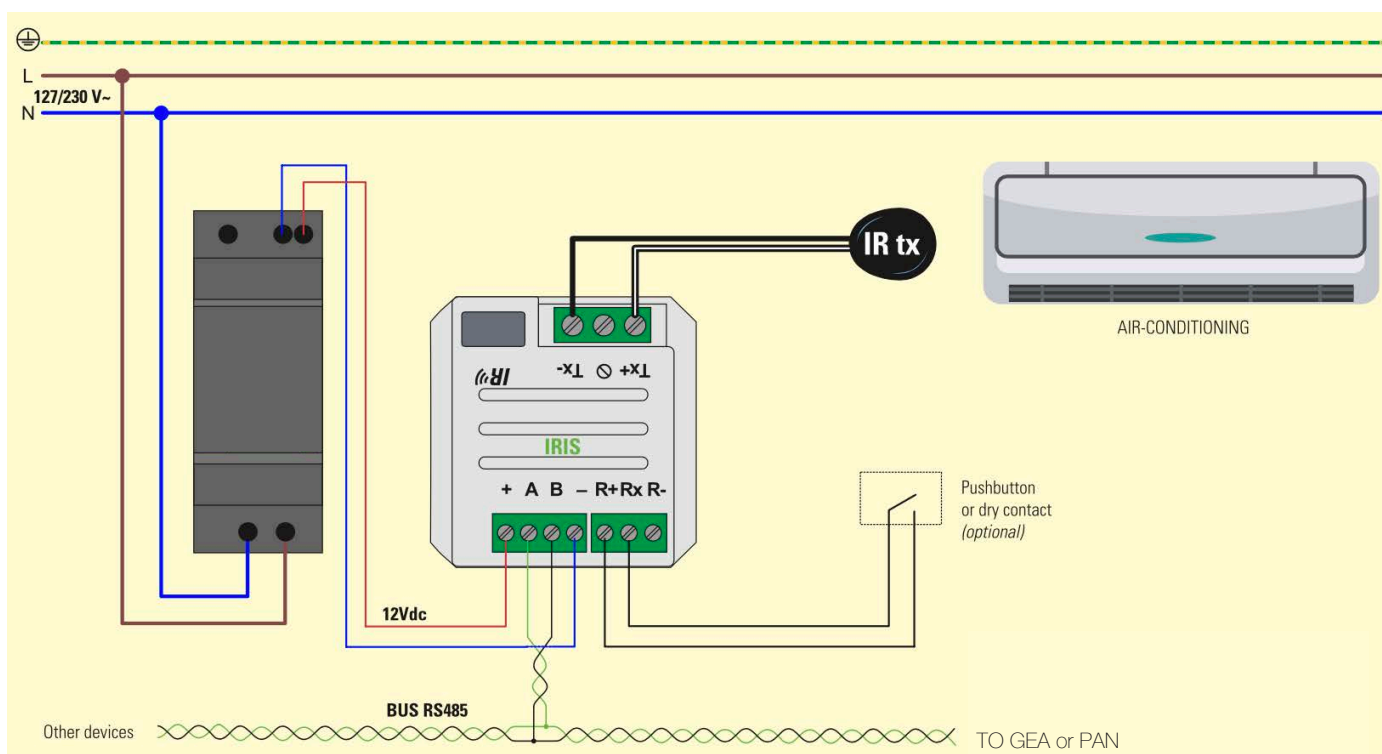 L
127/230 V~
N
IR tx
AIR-CONDITIONING
Tx- Tx+
IR
IRIS
+ A B – R+ Rx R-
Pushbutton
or dry contact
(optional)
12Vdc
BUS RS485
Other devices
TO GEA or PAN